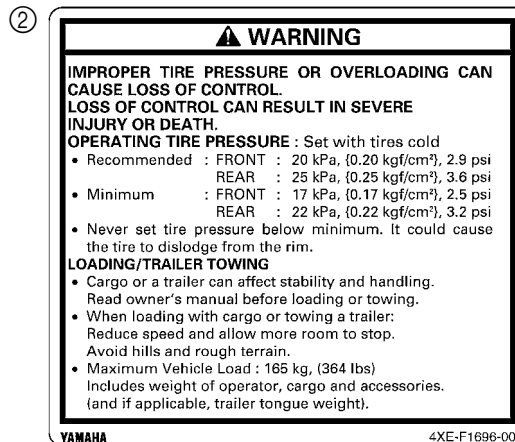 ②
WARNING
IMPROPER TIRE PRESSURE OR OVERLOADING CAN
CAUSE LOSS OF CONTROL.
LOSS OF CONTROL CAN RESULT IN SEVERE
INJURY OR DEATH.
OPERATING TIRE PRESSURE : Set with tires cold
• Recommended : FRONT : 20 kPa, {0.20 kgf/cm²}, 2.9 psi
REAR : 25 kPa, {0.25 kgf/cm²}, 3.6 psi
• Minimum : FRONT : 17 kPa, {0.17 kgf/cm²}, 2.5 psi
REAR : 22 kPa, {0.22 kgf/cm²}, 3.2 psi
• Never set tire pressure below minimum. It could cause
the tire to dislodge from the rim.
LOADING/TRAILER TOWING
• Cargo or a trailer can affect stability and handling.
Read owner's manual before loading or towing.
• When loading with cargo or towing a trailer:
Reduce speed and allow more room to stop.
Avoid hills and rough terrain.
• Maximum Vehicle Load : 165 kg, (364 lbs)
Includes weight of operator, cargo and accessories.
(and if applicable, trailer tongue weight).
YAMAHA 4XE-F1696-00